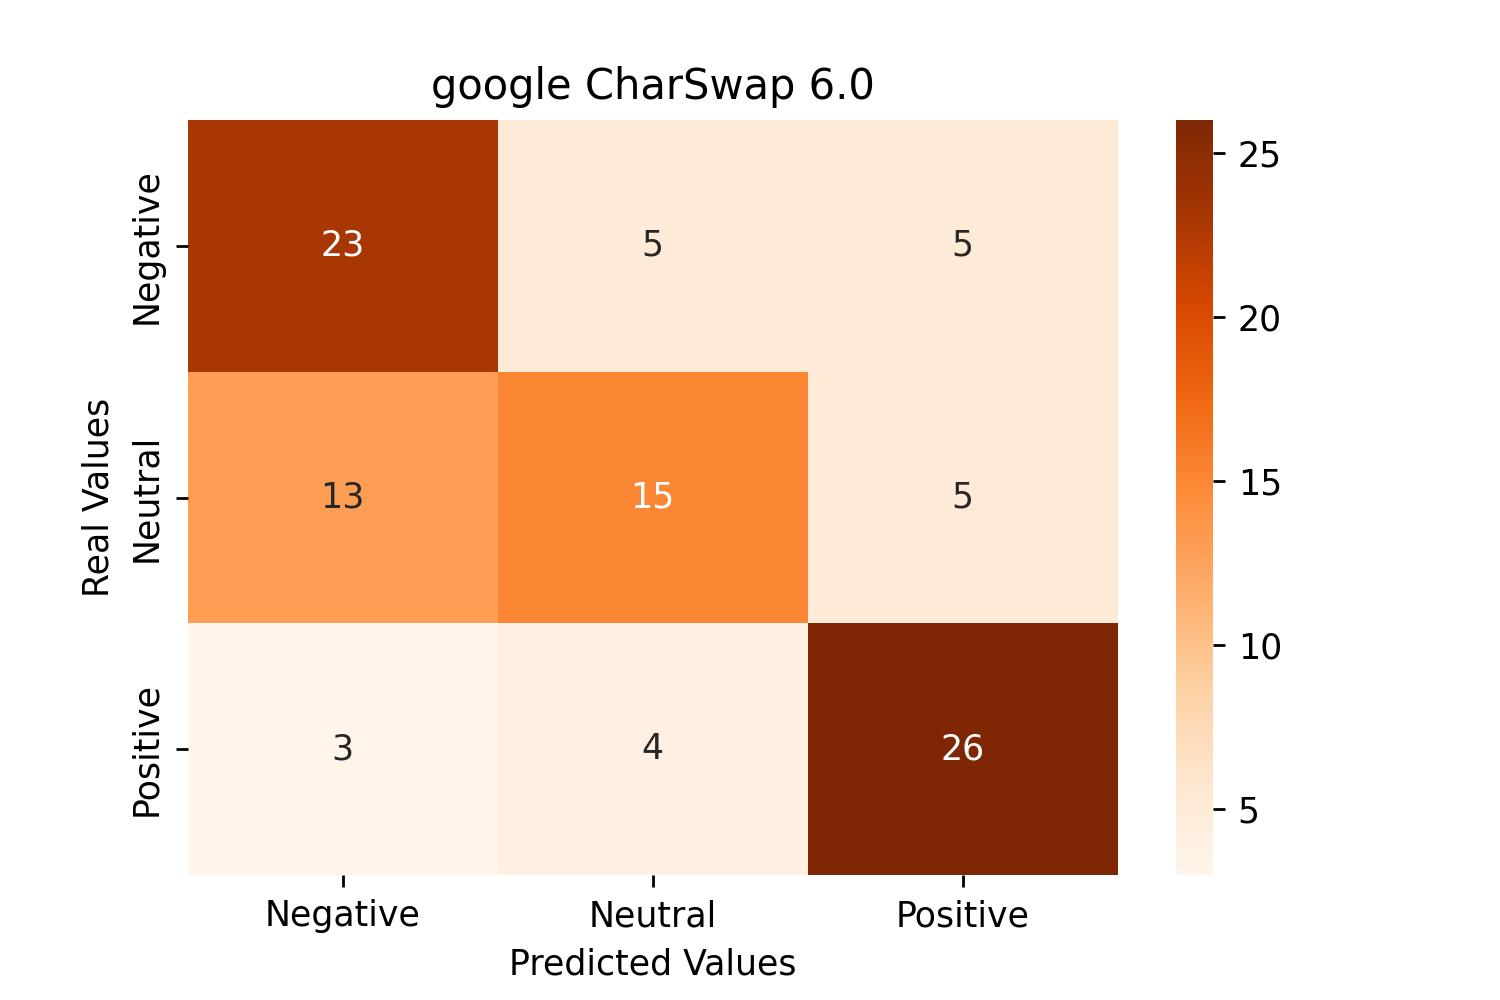 google CharSwap 6.0
Real Values
Negative
23 5 5
Neutral
13 15 5
Positive
3 4 26
Negative Neutral Positive
Predicted Values
25
20
15
10
5